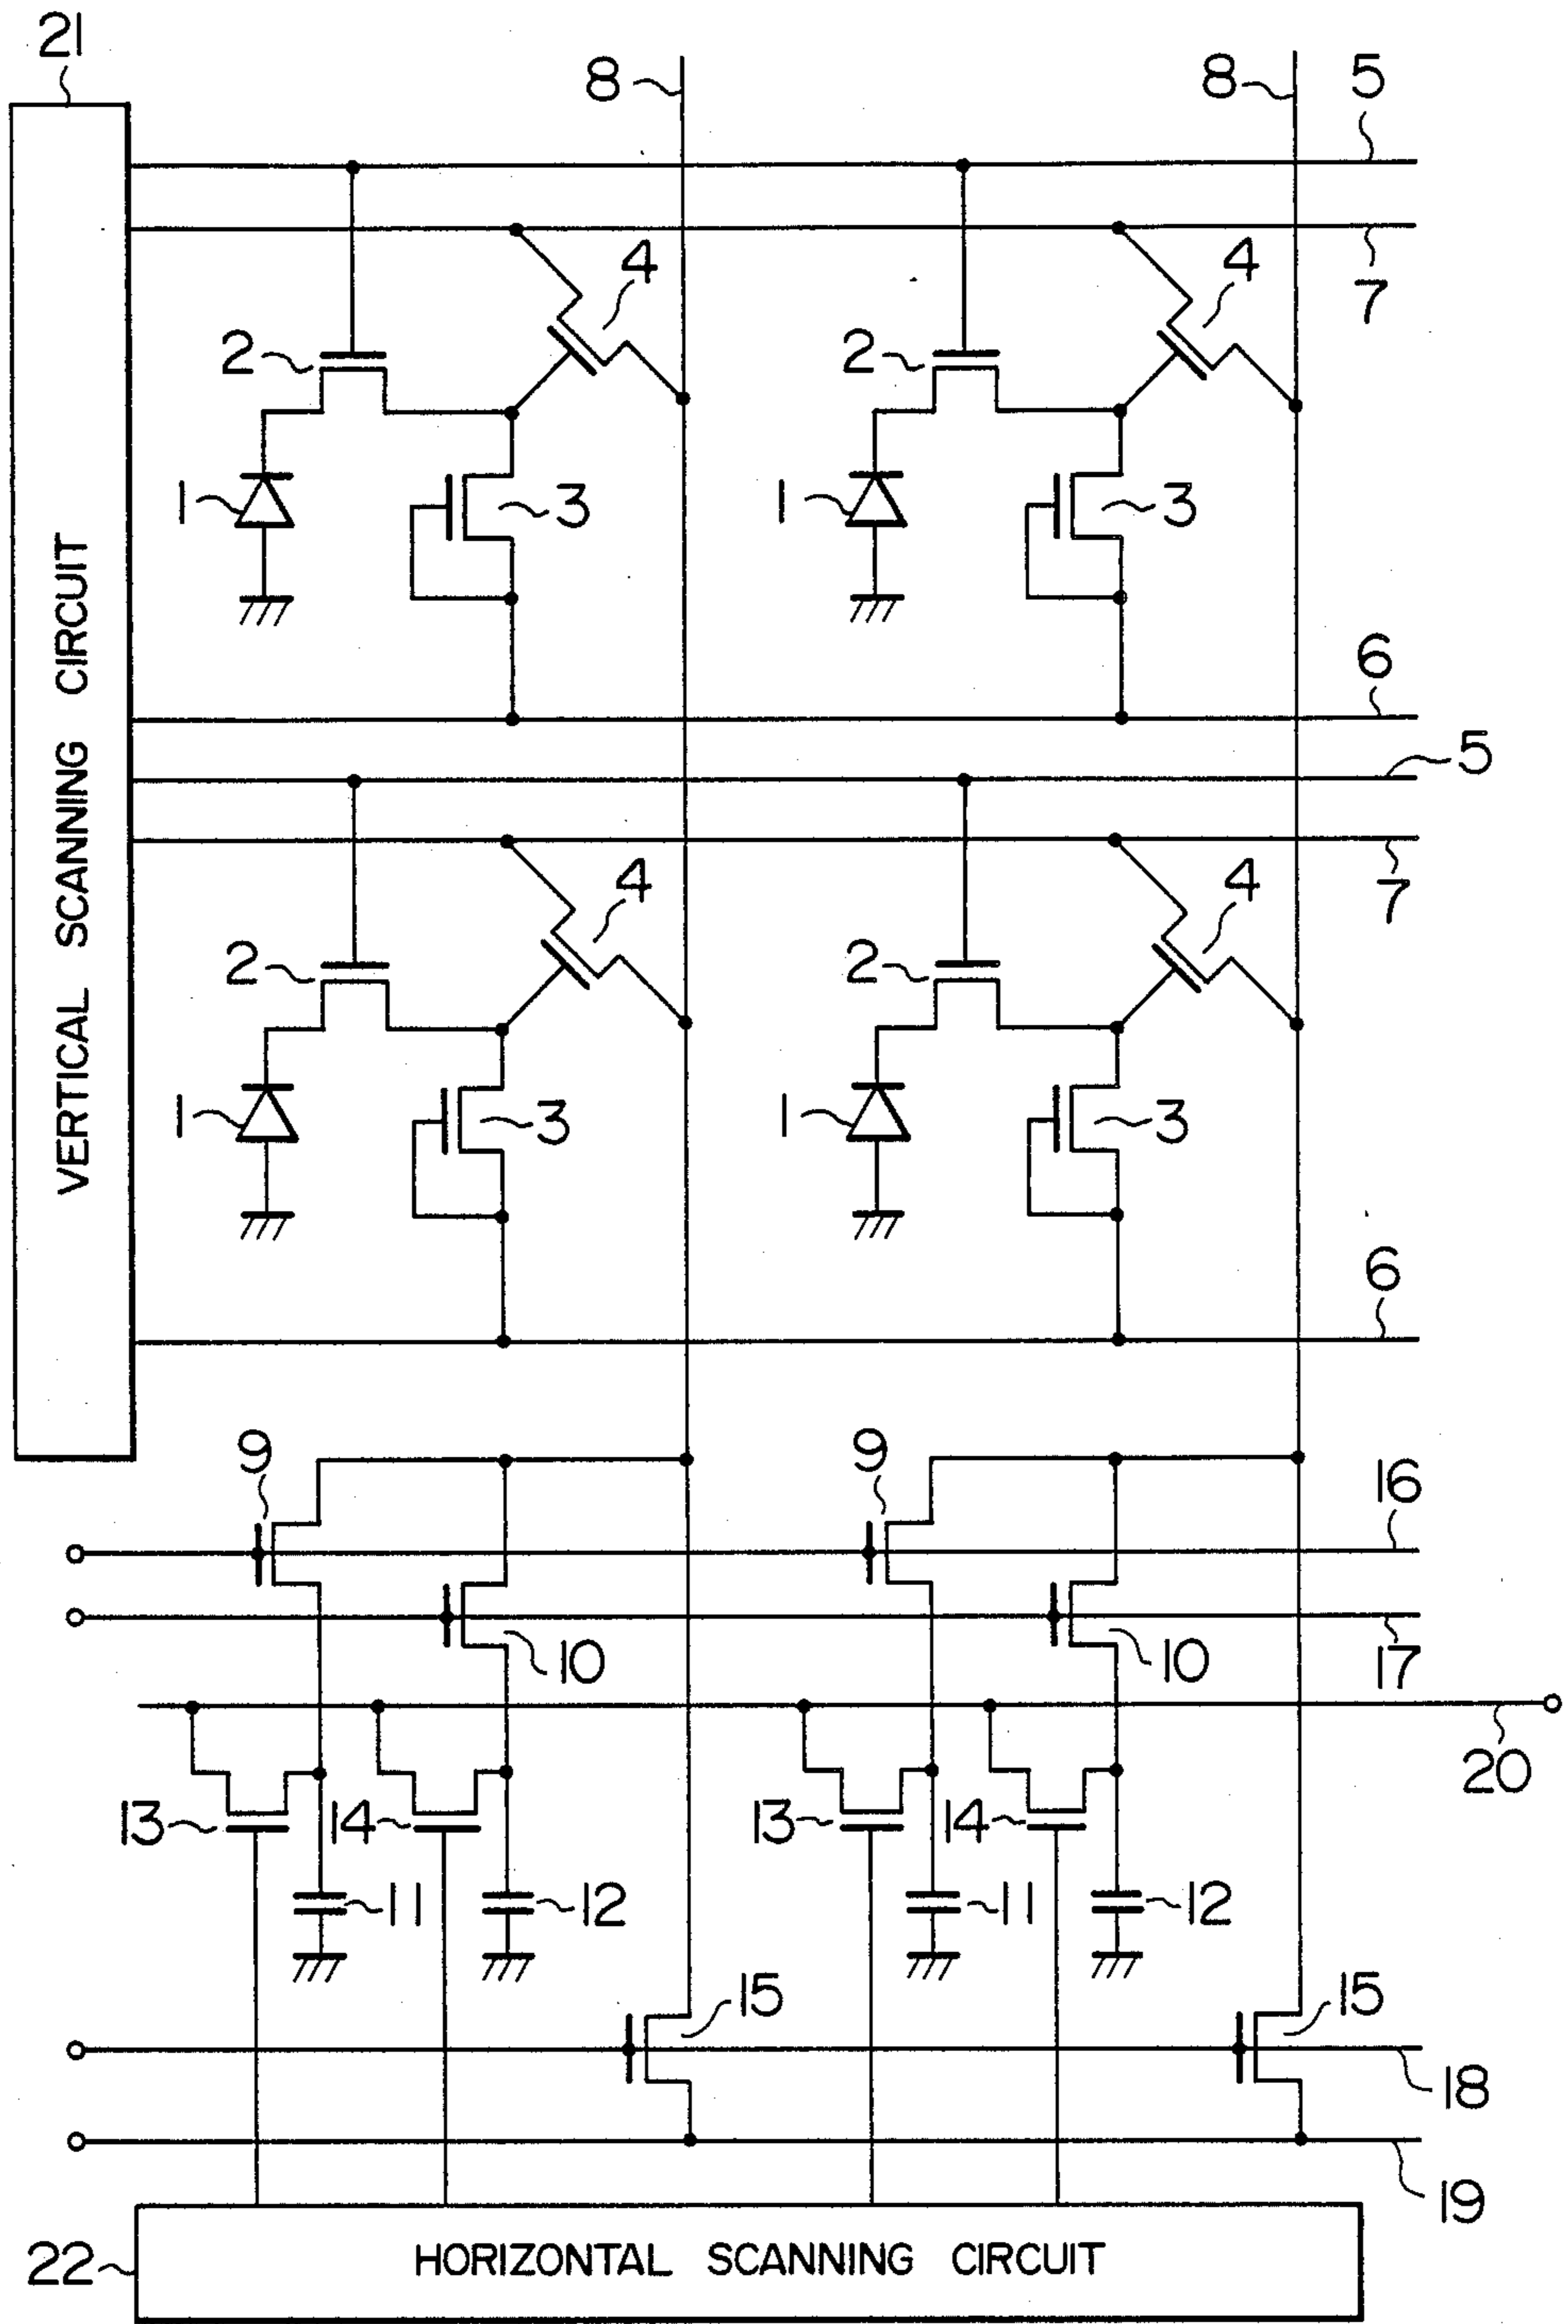 21
8 8 5
7
4 4
2 2
1 3 1 3
6
5
7
4 4
2 2
1 3 1 3
6
VERTICAL SCANNING CIRCUIT
9 9 16
10 10 17
20
13 14 13 14
11 12 11 12
15 15
18
19
22 HORIZONTAL SCANNING CIRCUIT